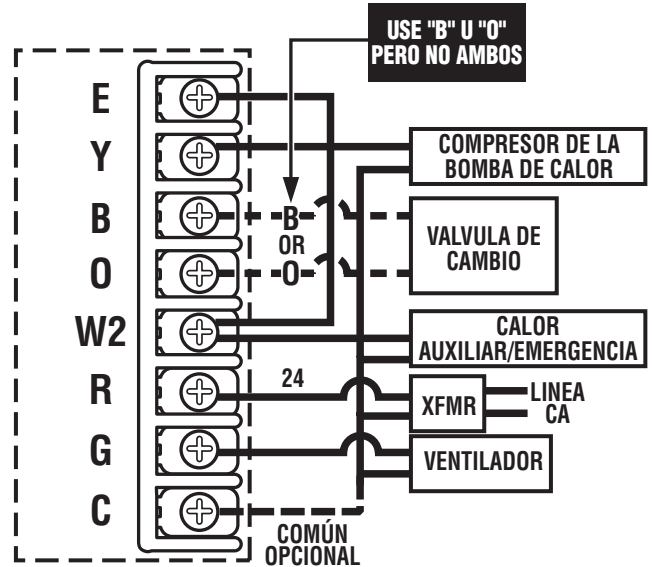 USE "B" U "O"
PERO NO AMBOS
E
Y
COMPRESOR DE LA
BOMBA DE CALOR
B
B
OR
O
O
VALVULA DE
CAMBIO
W2
CALOR
AUXILIAR/EMERGENCIA
R
24
XFMR
LINEA
CA
G
VENTILADOR
C
COMÚN
OPCIONAL